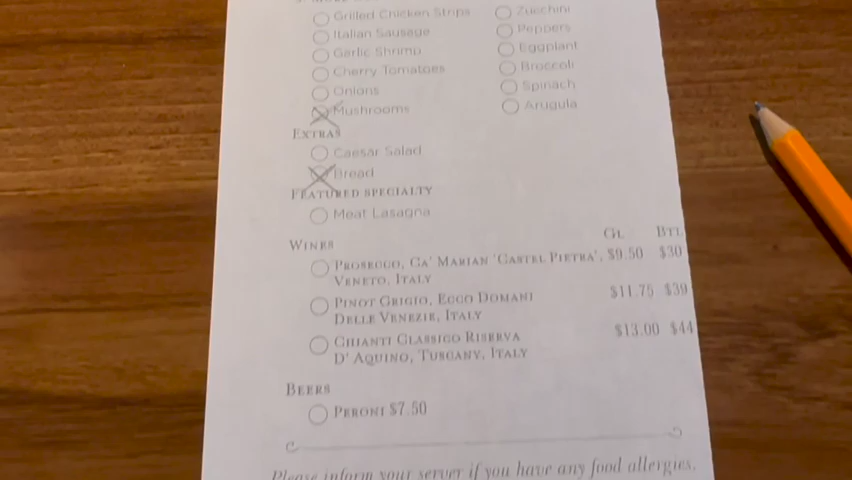 Grilled Chicken Strips
Italian Sausage
Garlic Shrimp
Cherry Tomatoes
Onions
Mushrooms
Zucchini
Peppers
Eggplant
Broccoli
Spinach
Arugula
EXTRAS
Caesar Salad
Bread
FEATURED SPECIALTY
Meat Lasagna
WINES GL BTL
PROSECCO, CA' MARIAN 'CASTEL PIETRA', $9.50 $30
VENETO, ITALY
PINOT GRIGIO, ECCO DOMANI $11.75 $39
DELLE VENEZIE, ITALY
CHIANTI CLASSICO RISERVA $13.00 $44
D' AQUINO, TUSCANY, ITALY
BEERS
PERONI $7.50
Please inform your server if you have any food allergies.